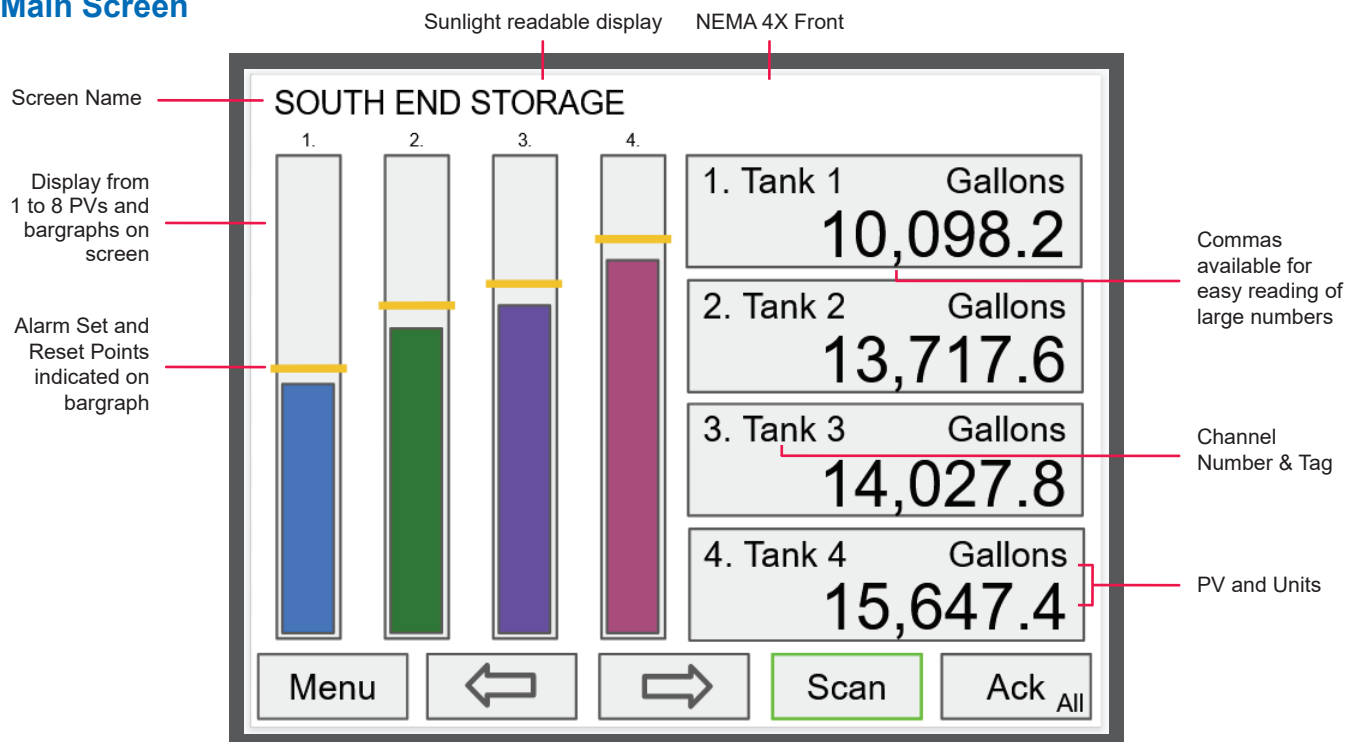 Main Screen
Sunlight readable display
NEMA 4X Front
Screen Name
Display from
1 to 8 PVs and
bargraphs on
screen
Alarm Set and
Reset Points
indicated on
bargraph
SOUTH END STORAGE
1. 2. 3. 4.
1. Tank 1 Gallons
10,098.2
2. Tank 2 Gallons
13,717.6
3. Tank 3 Gallons
14,027.8
4. Tank 4 Gallons
15,647.4
Menu Scan Ack All
Commas
available for
easy reading of
large numbers
Channel
Number & Tag
PV and Units